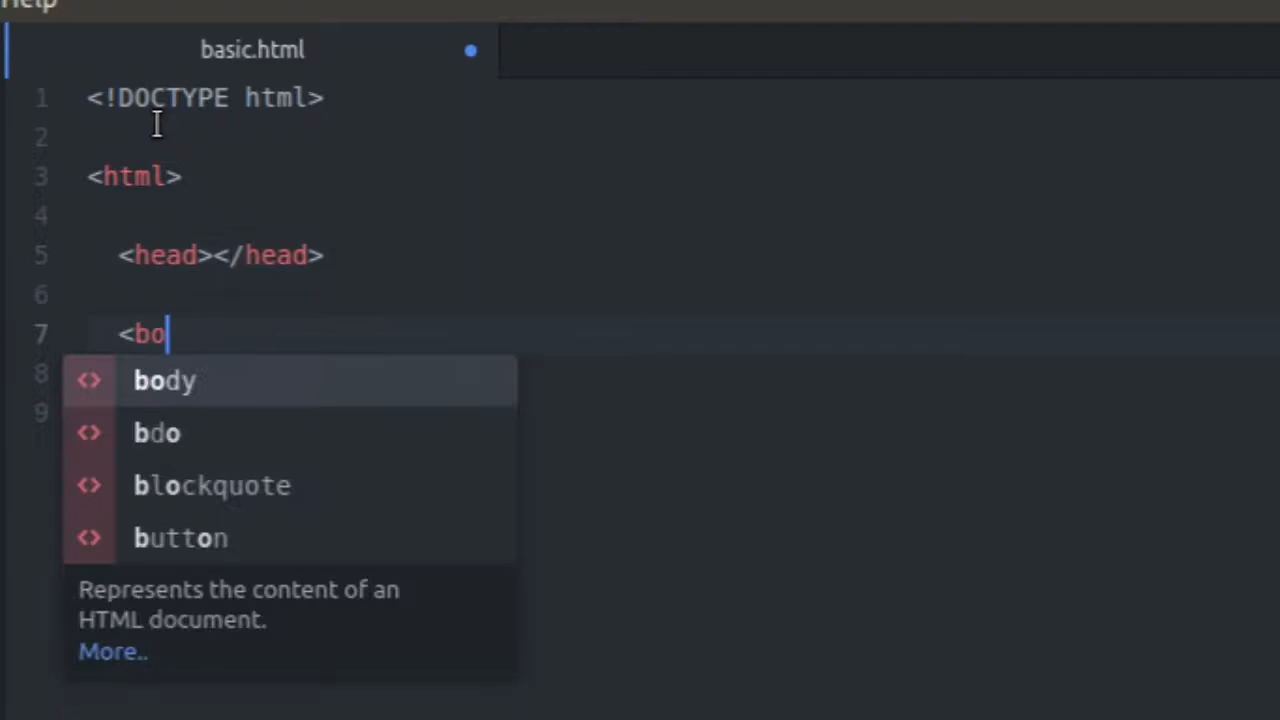 Help
basic.html
1 <!DOCTYPE html>
2
3 <html>
4
5 <head></head>
6
7 <bo
8
9
body
bdo
blockquote
button
Represents the content of an
HTML document.
More..